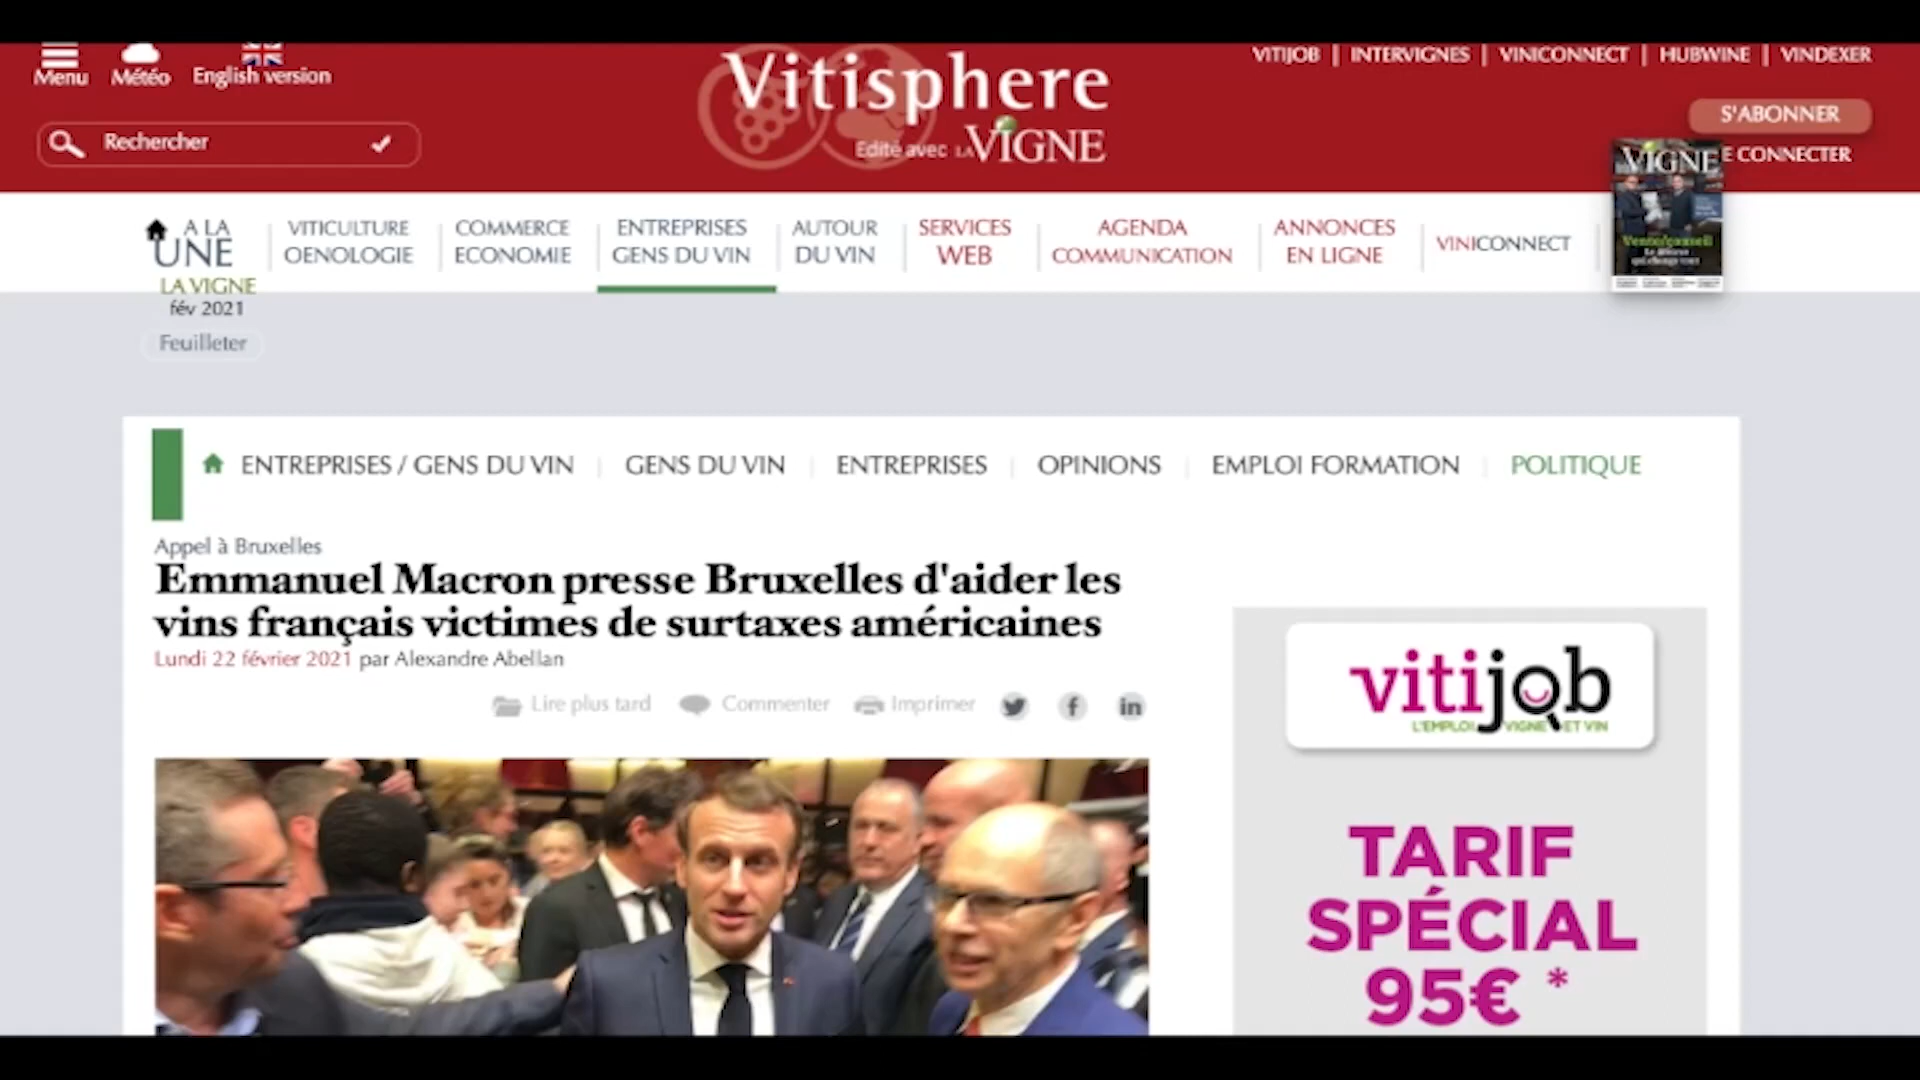 Menu
Météo
English version
Rechercher
Vitisphere
Edité avec LA VIGNE
VITIJOB | INTERVIGNES | VINICONNECT | HUBWINE | VINDEXER
S'ABONNER
E CONNECTER
VIGNE
A LA
UNE
VITICULTURE
OENOLOGIE
COMMERCE
ECONOMIE
ENTREPRISES
GENS DU VIN
AUTOUR
DU VIN
SERVICES
WEB
AGENDA
COMMUNICATION
ANNONCES
EN LIGNE
VINICONNECT
LA VIGNE
fév 2021
Feuilleter
ENTREPRISES / GENS DU VIN
GENS DU VIN
ENTREPRISES
OPINIONS
EMPLOI FORMATION
POLITIQUE
Appel à Bruxelles
Emmanuel Macron presse Bruxelles d'aider les
vins français victimes de surtaxes américaines
Lundi 22 février 2021 par Alexandre Abellan
Lire plus tard
Commenter
Imprimer
f
in
vitijob
L'EMPLOI VIGNE ET VIN
TARIF
SPÉCIAL
95€ *